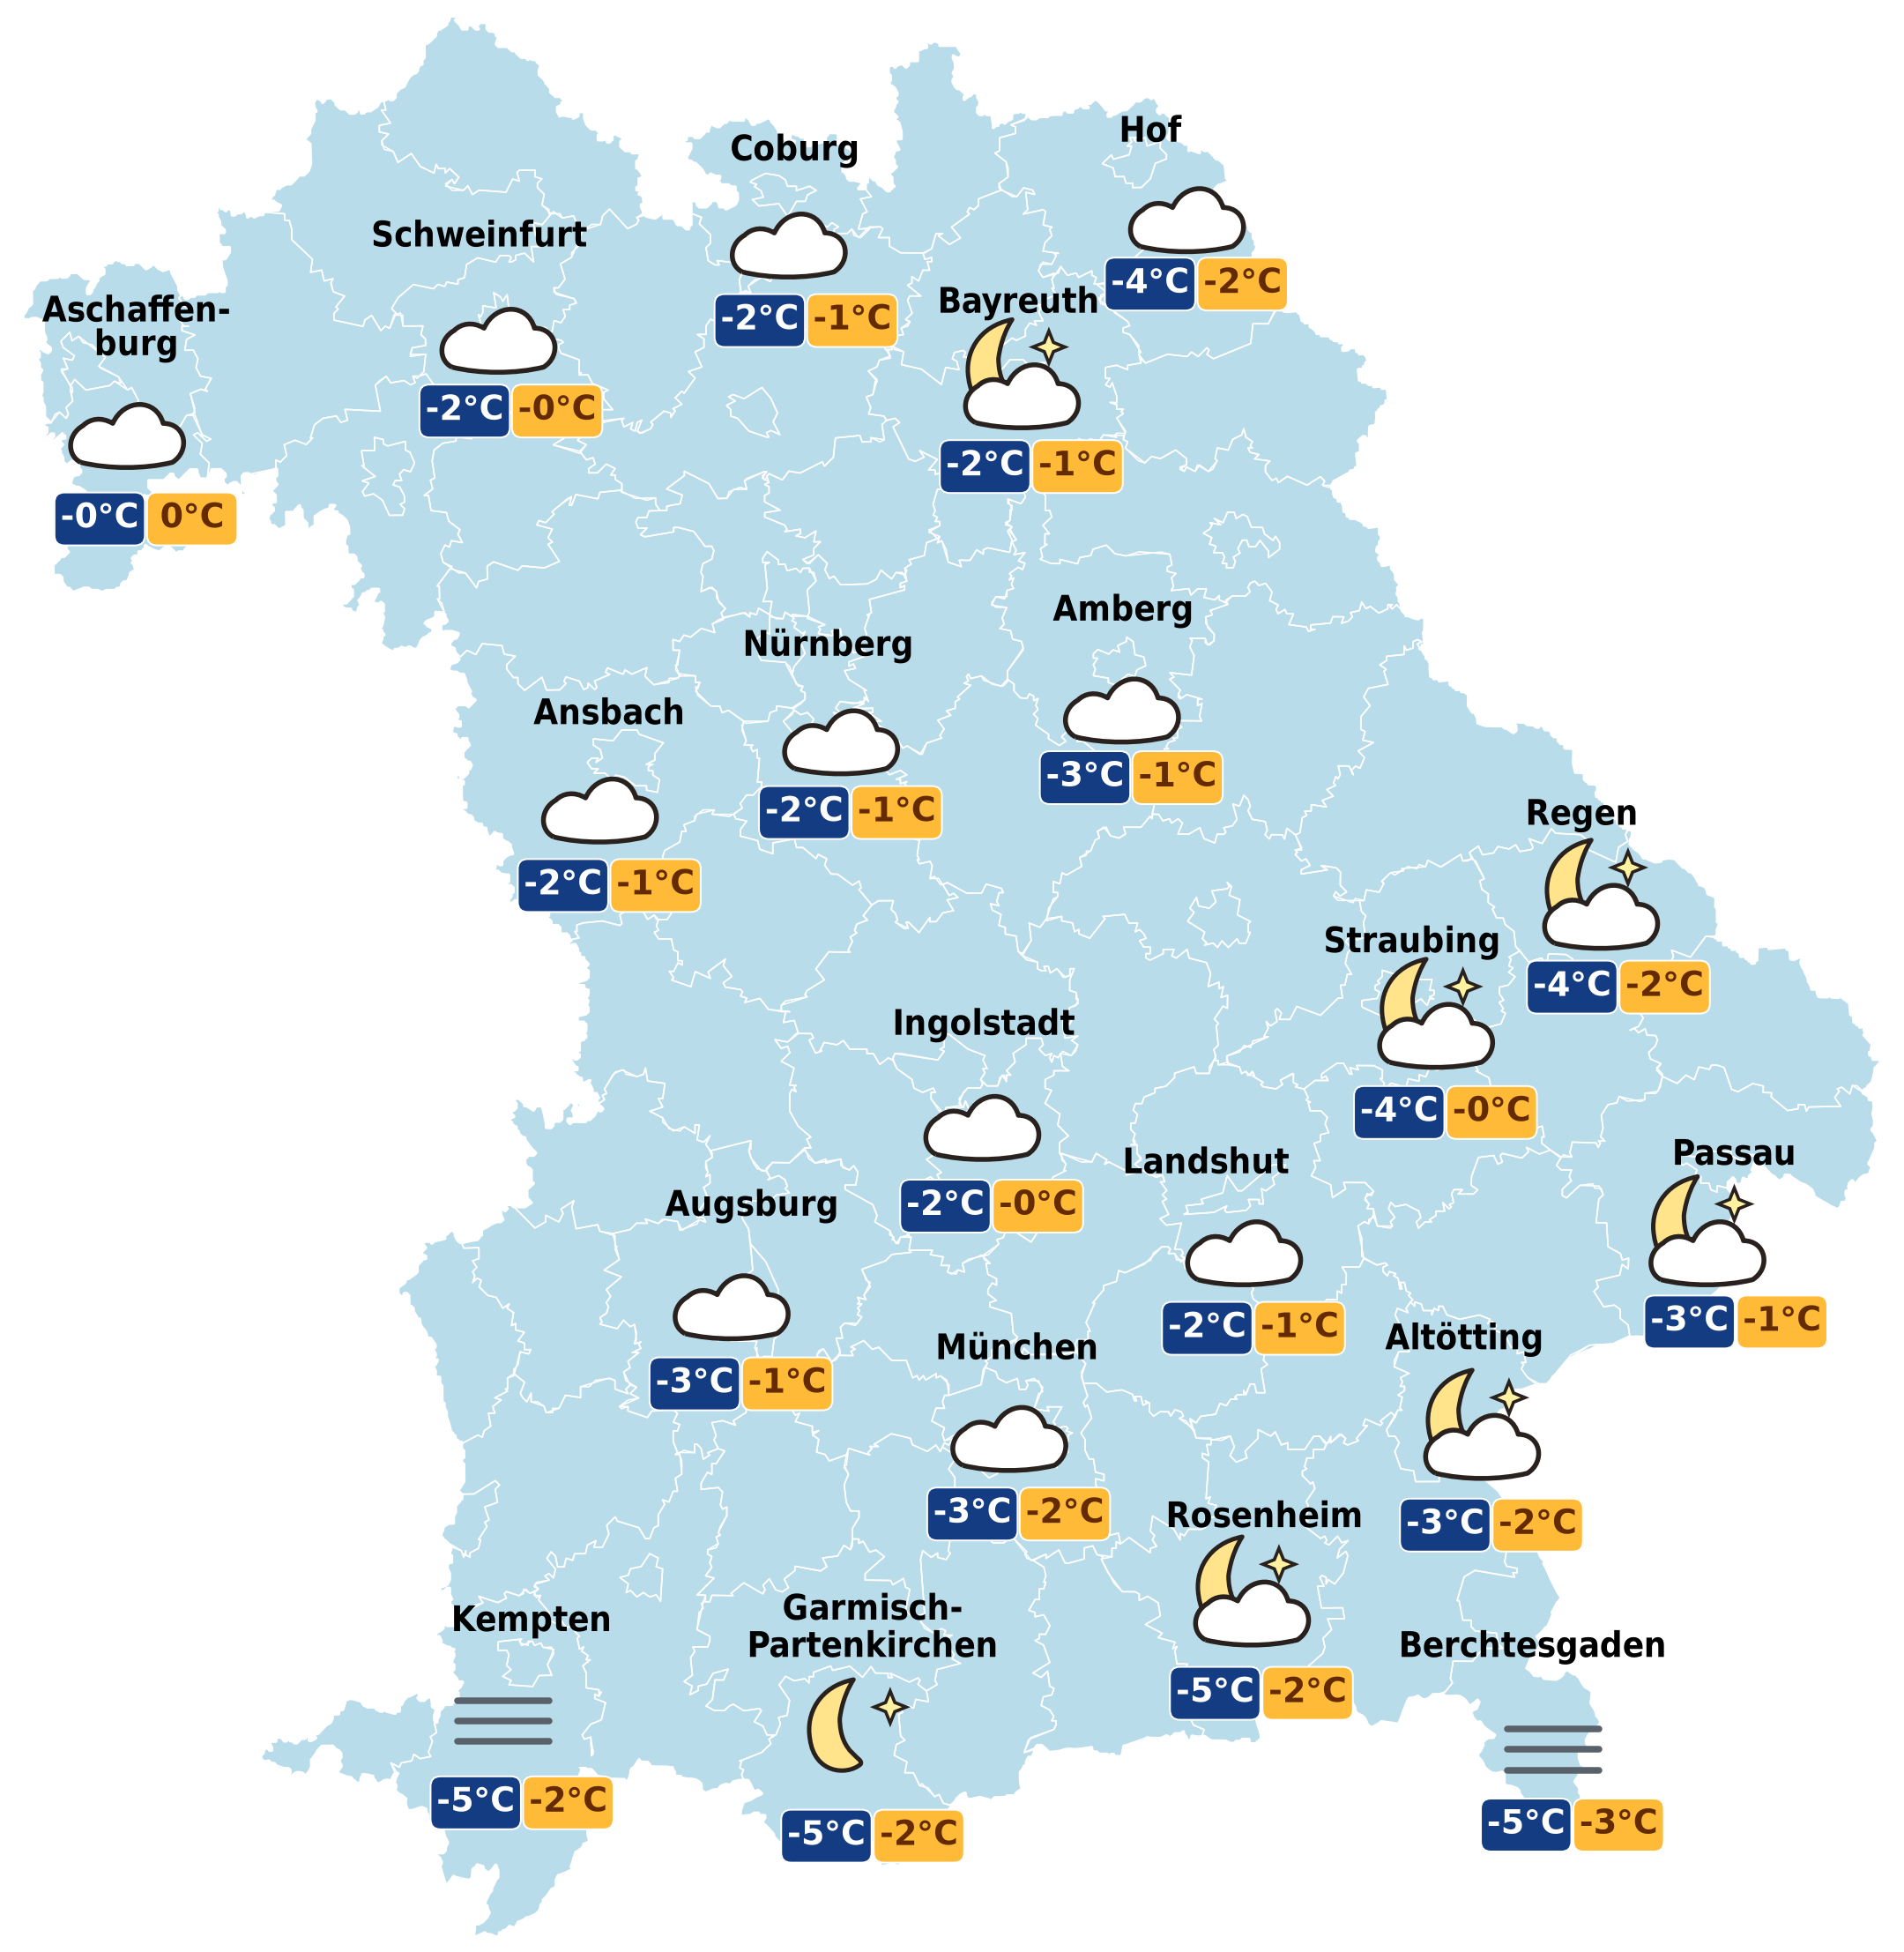 Hof
-4°C -2°C
Coburg
-2°C -1°C
Schweinfurt
-2°C -0°C
Bayreuth
-2°C -1°C
Aschaffen-
burg
-0°C 0°C
Amberg
-3°C -1°C
Nürnberg
-2°C -1°C
Ansbach
-2°C -1°C
Regen
-4°C -2°C
Straubing
-4°C -0°C
Ingolstadt
-2°C -0°C
Passau
-3°C -1°C
Landshut
-2°C -1°C
Augsburg
-3°C -1°C
Altötting
-3°C -2°C
München
-3°C -2°C
Rosenheim
-5°C -2°C
Garmisch-
Partenkirchen
-5°C -2°C
Kempten
-5°C -2°C
Berchtesgaden
-5°C -3°C